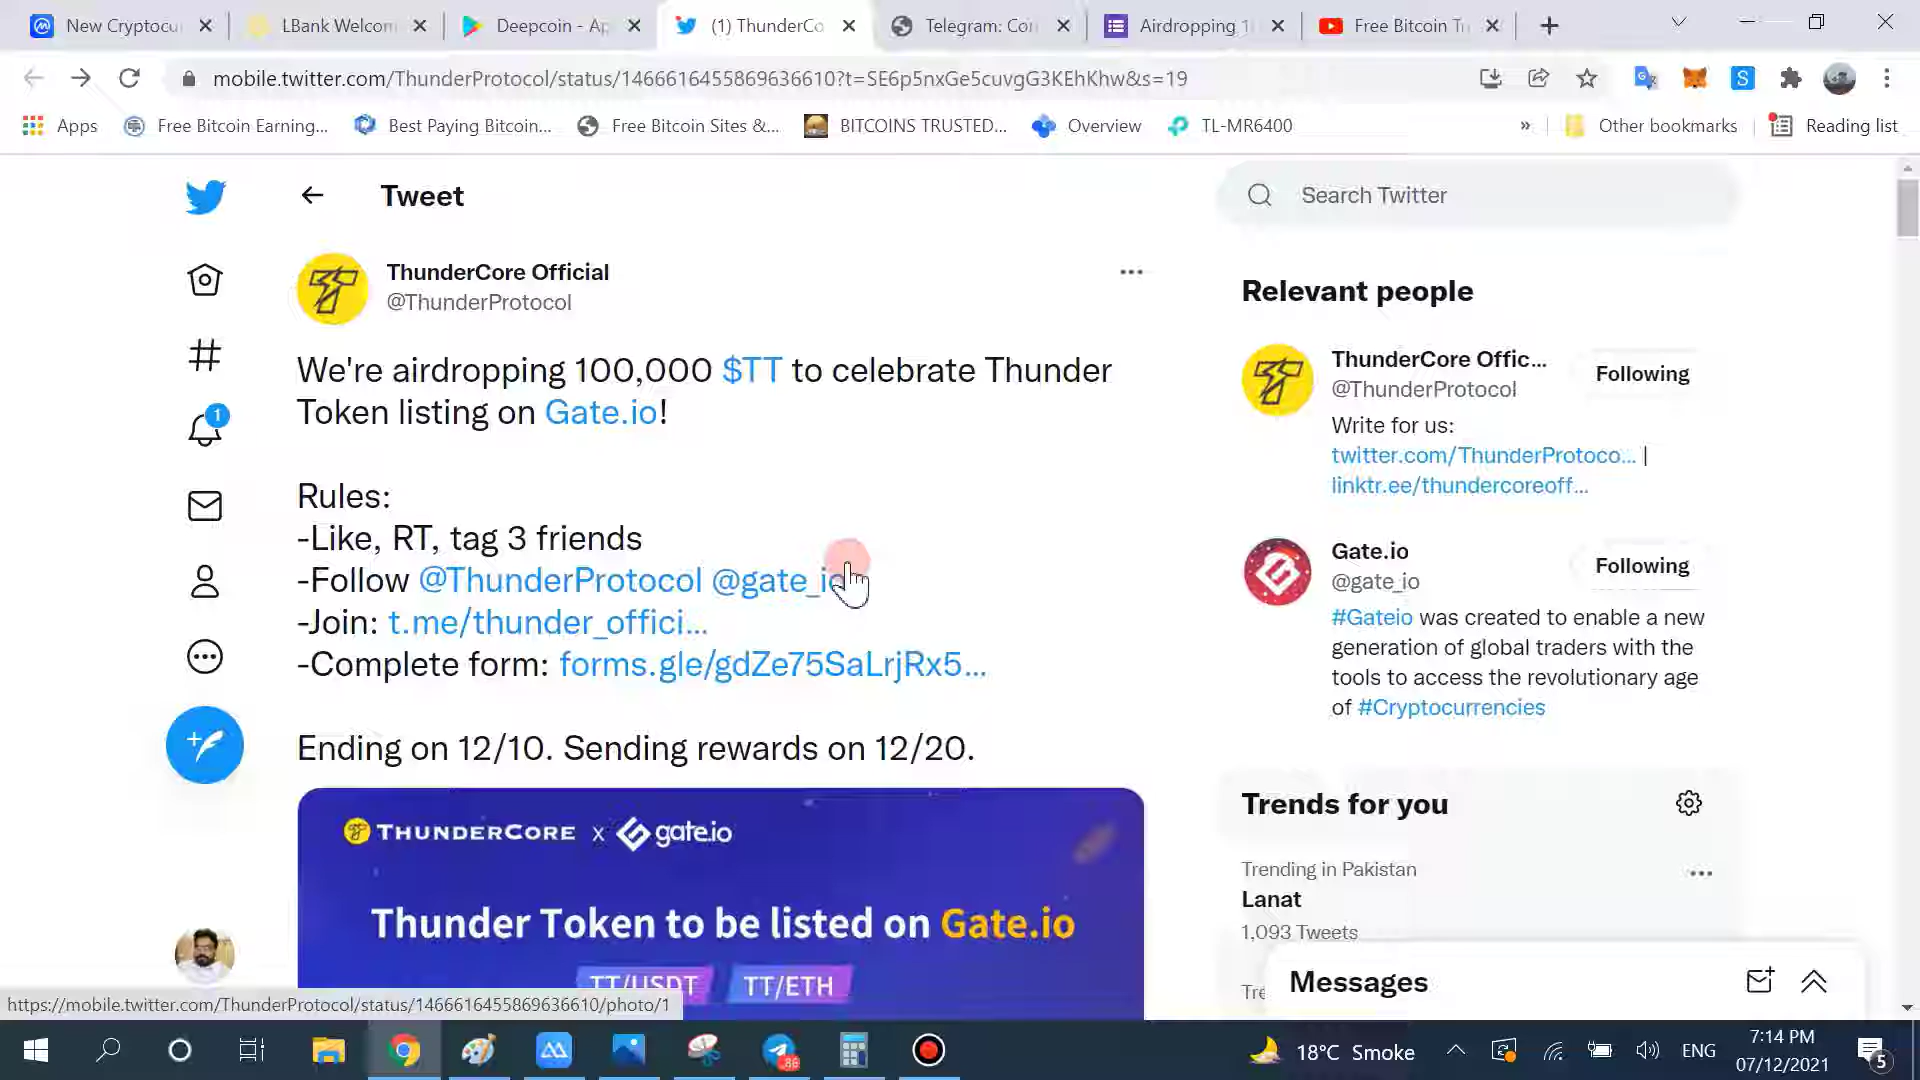 New Cryptocu
LBank Welcom
Deepcoin - Ap
(1) ThunderCo
Telegram: Con
Airdropping 1
Free Bitcoin Tr
mobile.twitter.com/ThunderProtocol/status/1466616455869636610?t=SE6p5nxGe5cuvgG3KEhKhw&s=19
Apps
Free Bitcoin Earning...
Best Paying Bitcoin...
Free Bitcoin Sites &...
BITCOINS TRUSTED...
Overview
TL-MR6400
»
Other bookmarks
Reading list
Tweet
Search Twitter
ThunderCore Official
@ThunderProtocol
We're airdropping 100,000 $TT to celebrate Thunder
Token listing on Gate.io!
Rules:
-Like, RT, tag 3 friends
-Follow @ThunderProtocol @gate_io
-Join: t.me/thunder_offici...
-Complete form: forms.gle/gdZe75SaLrjRx5...
Ending on 12/10. Sending rewards on 12/20.
THUNDERCORE x gate.io
Thunder Token to be listed on Gate.io
TT/USDT
TT/ETH
1
Relevant people
ThunderCore Offic...
@ThunderProtocol
Following
Write for us:
twitter.com/ThunderProtoco... |
linktr.ee/thundercoreoff...
Gate.io
@gate_io
Following
#Gateio was created to enable a new
generation of global traders with the
tools to access the revolutionary age
of #Cryptocurrencies
Trends for you
Trending in Pakistan
Lanat
1,093 Tweets
Tre
Messages
https://mobile.twitter.com/ThunderProtocol/status/1466616455869636610/photo/1
86
18°C Smoke
ENG
7:14 PM
07/12/2021
5